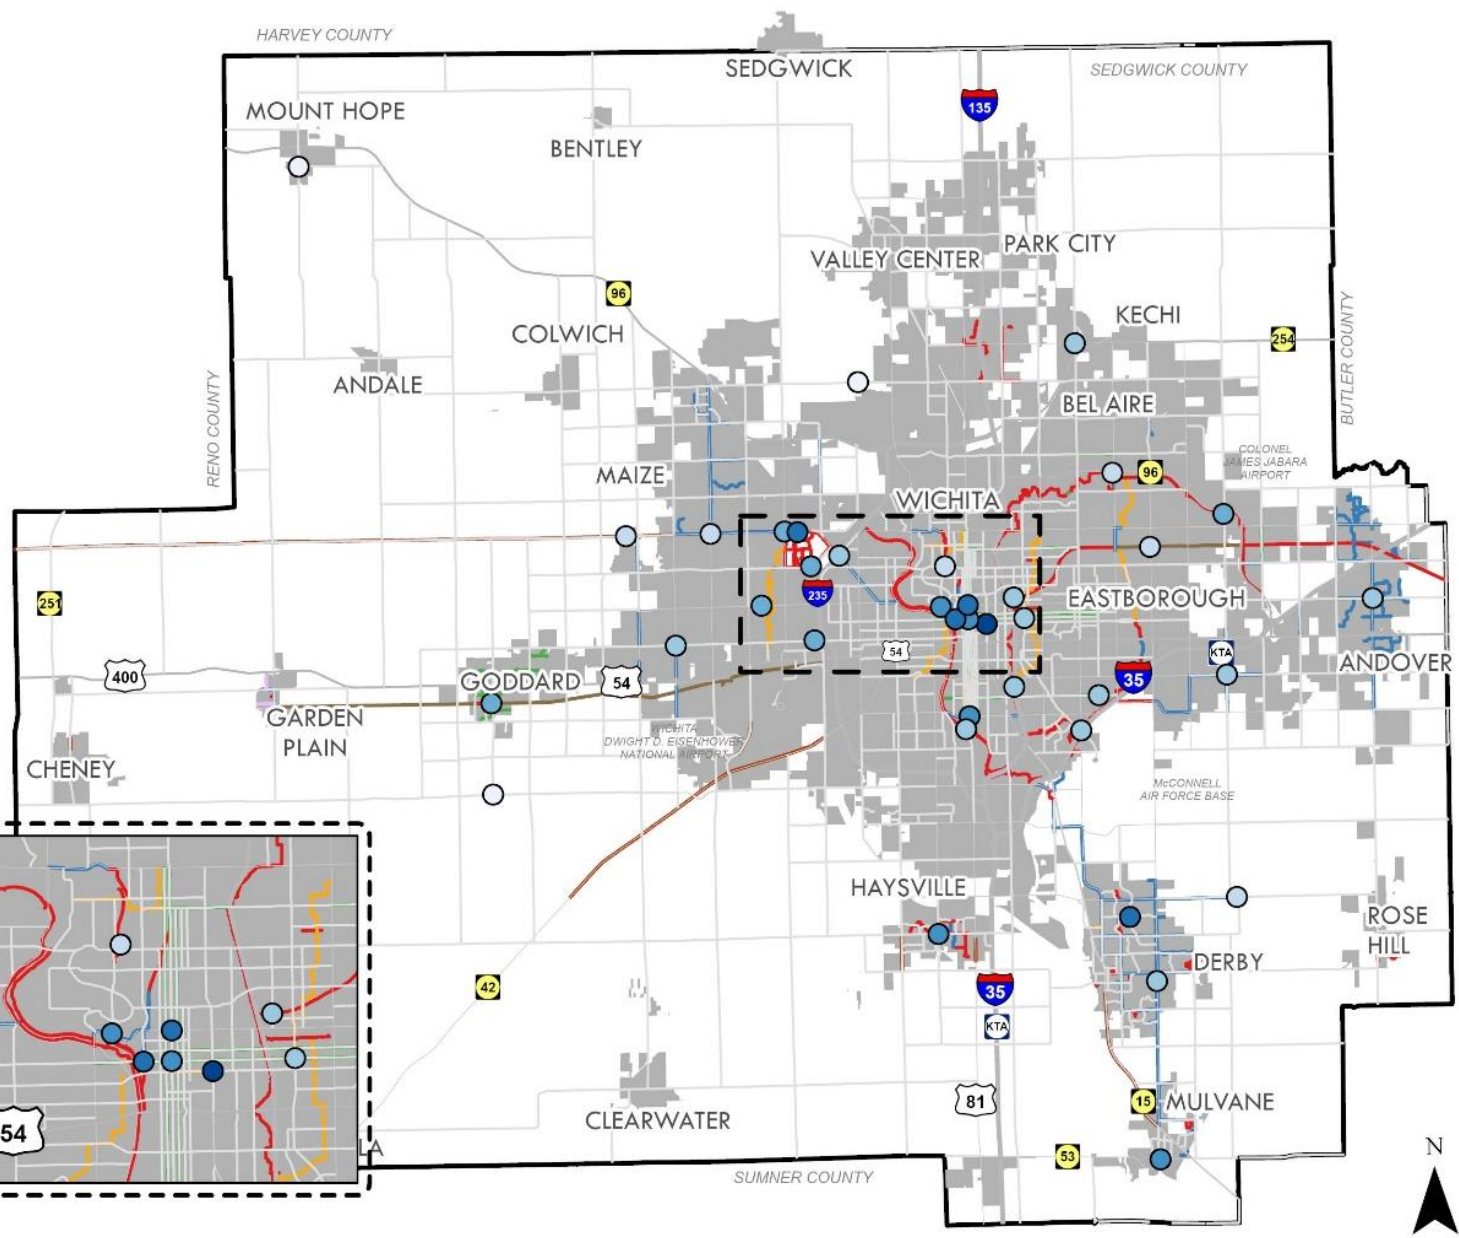 HARVEY COUNTY
SEDGWICK
SEDGWICK COUNTY
135
MOUNT HOPE
BENTLEY
PARK CITY
VALLEY CENTER
96
KECHI
COLWICH
254
BUTLER COUNTY
ANDALE
RENO COUNTY
BEL AIRE
COLONEL
JAMES JABARA
AIRPORT
MAIZE
96
WICHITA
251
235
EASTBOROUGH
54
KTA
ANDOVER
400
GODDARD
54
35
GARDEN
PLAIN
WICHITA
DWIGHT D. EISENHOWER
NATIONAL AIRPORT
CHENEY
McCONNELL
AIR FORCE BASE
HAYSVILLE
ROSE
HILL
DERBY
42
35
KTA
81
15
MULVANE
CLEARWATER
54
LA
53
SUMNER COUNTY
N